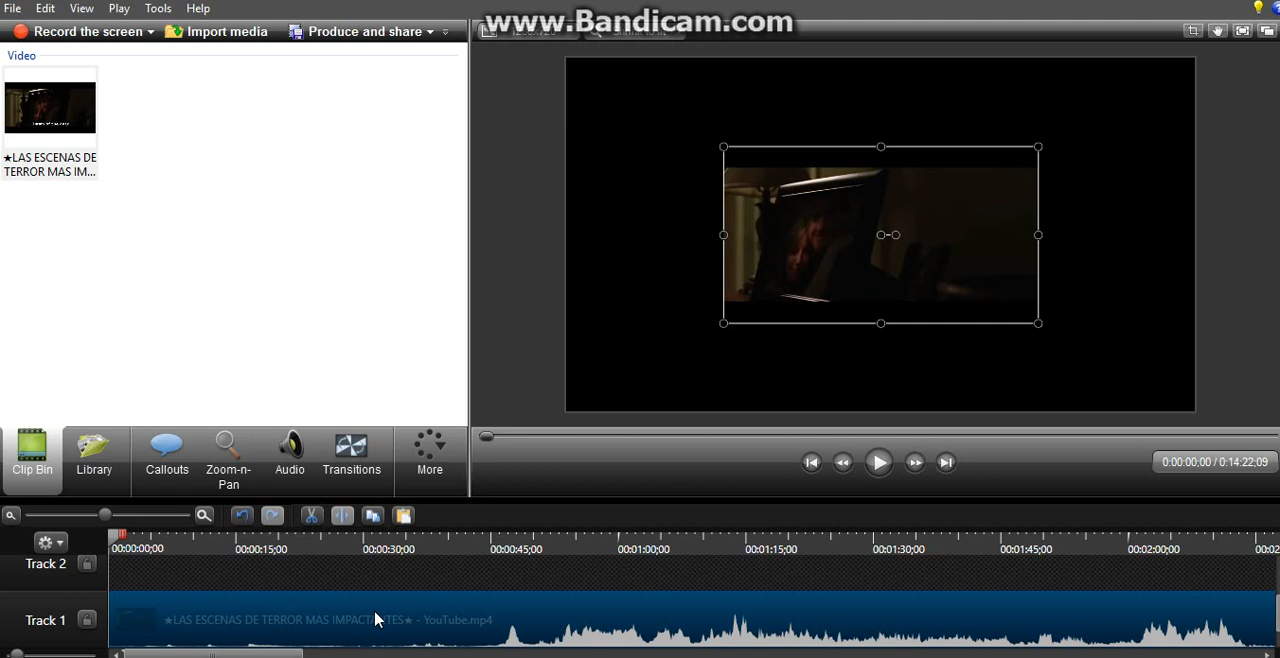 File Edit View Play Tools Help
www.Bandicam.com
Record the screen Import media Produce and share
Video
★LAS ESCENAS DE
TERROR MAS IM...
Clip Bin Library Callouts Zoom-n-
Pan Audio Transitions More
0:00:00;00 / 0:14:22;09
00:00:00;00 00:00:15;00 00:00:30;00 00:00:45;00 00:01:00;00 00:01:15;00 00:01:30;00 00:01:45;00 00:02:00;00 00:02
Track 2
Track 1 ★LAS ESCENAS DE TERROR MAS IMPACTANTES★ - YouTube.mp4